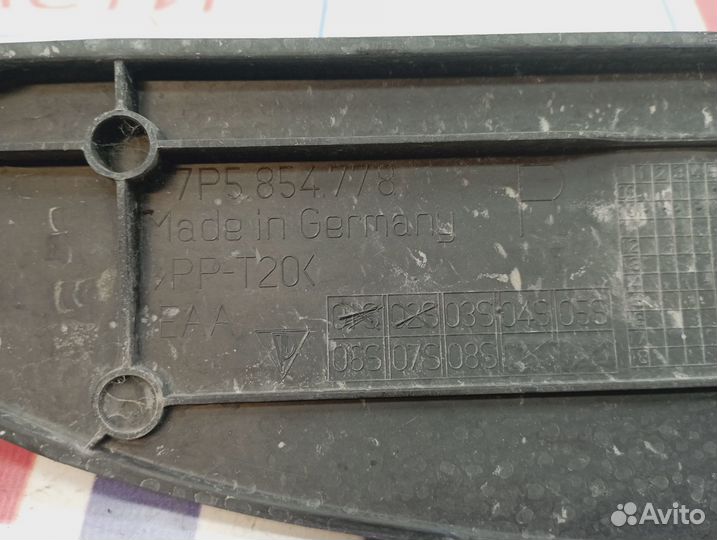 7P5.854.778
Made in Germany
>PP-T20<
EAA
P
01S 02S 03S 04S 05S
06S 07S 08S
Avito